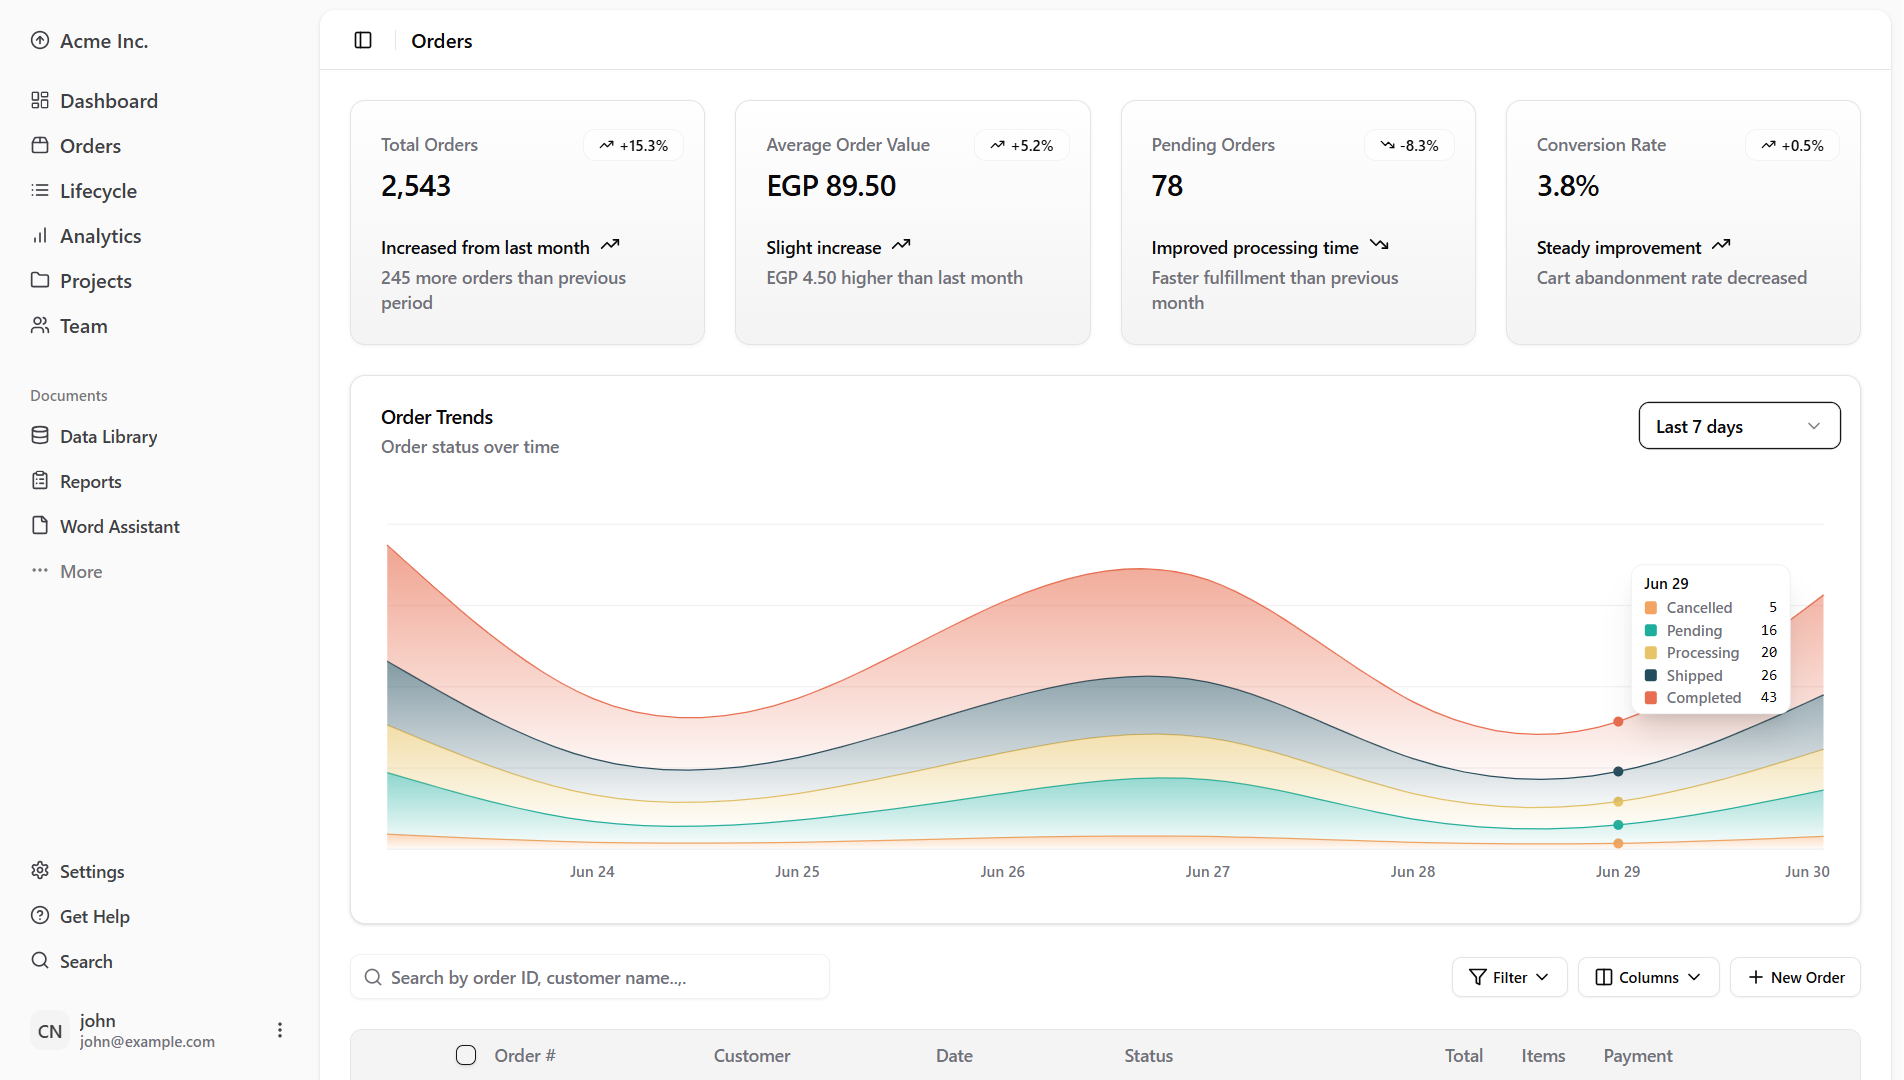 Acme Inc.
Dashboard
Orders
Lifecycle
Analytics
Projects
Team
Documents
Data Library
Reports
Word Assistant
More
Settings
Get Help
Search
CN
john
john@example.com
Orders
Total Orders
+15.3%
2,543
Increased from last month
245 more orders than previous
period
Average Order Value
+5.2%
EGP 89.50
Slight increase
EGP 4.50 higher than last month
Pending Orders
-8.3%
78
Improved processing time
Faster fulfillment than previous
month
Conversion Rate
+0.5%
3.8%
Steady improvement
Cart abandonment rate decreased
Order Trends
Order status over time
Last 7 days
Jun 29
Cancelled 5
Pending 16
Processing 20
Shipped 26
Completed 43
Jun 24 Jun 25 Jun 26 Jun 27 Jun 28 Jun 29 Jun 30
Search by order ID, customer name..,.
Filter
Columns
New Order
Order # Customer Date Status Total Items Payment